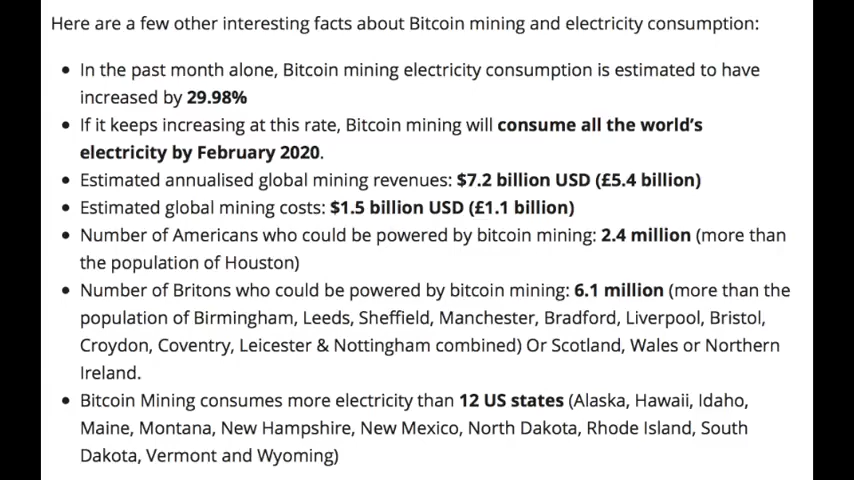 Here are a few other interesting facts about Bitcoin mining and electricity consumption:
• In the past month alone, Bitcoin mining electricity consumption is estimated to have
increased by 29.98%
• If it keeps increasing at this rate, Bitcoin mining will consume all the world's
electricity by February 2020.
• Estimated annualised global mining revenues: $7.2 billion USD (£5.4 billion)
• Estimated global mining costs: $1.5 billion USD (£1.1 billion)
• Number of Americans who could be powered by bitcoin mining: 2.4 million (more than
the population of Houston)
• Number of Britons who could be powered by bitcoin mining: 6.1 million (more than the
population of Birmingham, Leeds, Sheffield, Manchester, Bradford, Liverpool, Bristol,
Croydon, Coventry, Leicester & Nottingham combined) Or Scotland, Wales or Northern
Ireland.
• Bitcoin Mining consumes more electricity than 12 US states (Alaska, Hawaii, Idaho,
Maine, Montana, New Hampshire, New Mexico, North Dakota, Rhode Island, South
Dakota, Vermont and Wyoming)